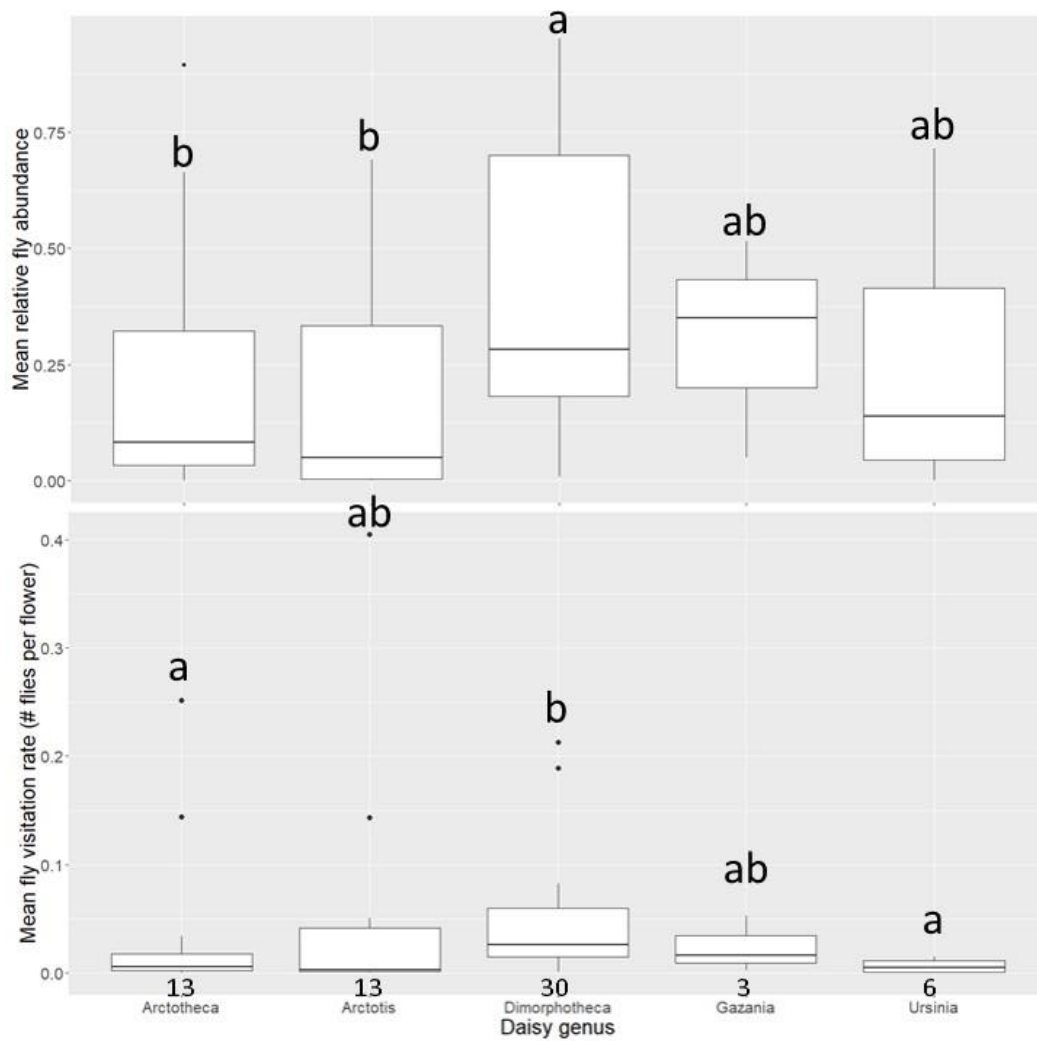 a
b
b
ab
ab
0.75
0.50
0.25
0.00
Mean relative fly abundance
ab
a
b
ab
a
0.4
0.3
0.2
0.1
0.0
Mean fly visitation rate (# flies per flower)
13 13 30 3 6
Arctotheca Arctotis Dimorphotheca Gazania Ursinia
Daisy genus